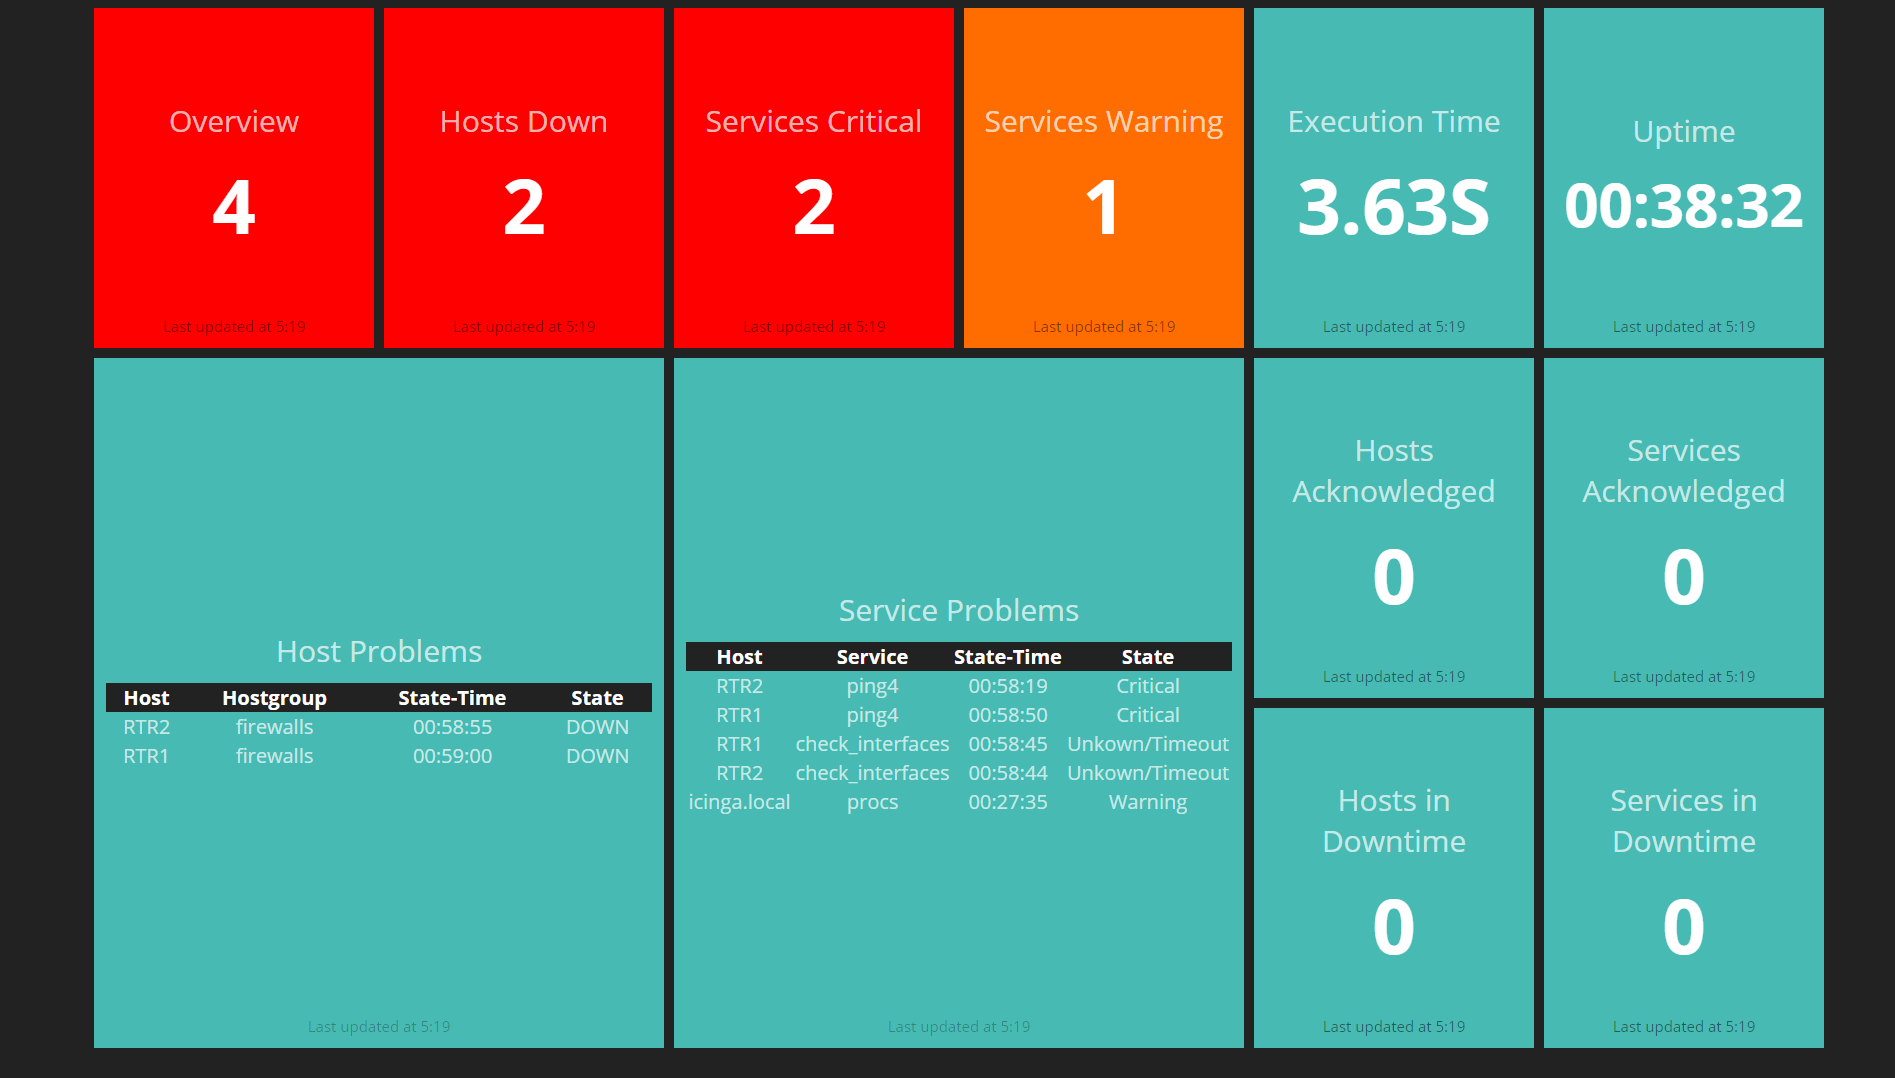 Overview
4
Last updated at 5:19
Hosts Down
2
Last updated at 5:19
Services Critical
2
Last updated at 5:19
Services Warning
1
Last updated at 5:19
Execution Time
3.63S
Last updated at 5:19
Uptime
00:38:32
Last updated at 5:19
Host Problems
Host Hostgroup State-Time State
RTR2 firewalls 00:58:55 DOWN
RTR1 firewalls 00:59:00 DOWN
Last updated at 5:19
Service Problems
Host Service State-Time State
RTR2 ping4 00:58:19 Critical
RTR1 ping4 00:58:50 Critical
RTR1 check_interfaces 00:58:45 Unkown/Timeout
RTR2 check_interfaces 00:58:44 Unkown/Timeout
icinga.local procs 00:27:35 Warning
Last updated at 5:19
Hosts
Acknowledged
0
Last updated at 5:19
Services
Acknowledged
0
Last updated at 5:19
Hosts in
Downtime
0
Last updated at 5:19
Services in
Downtime
0
Last updated at 5:19